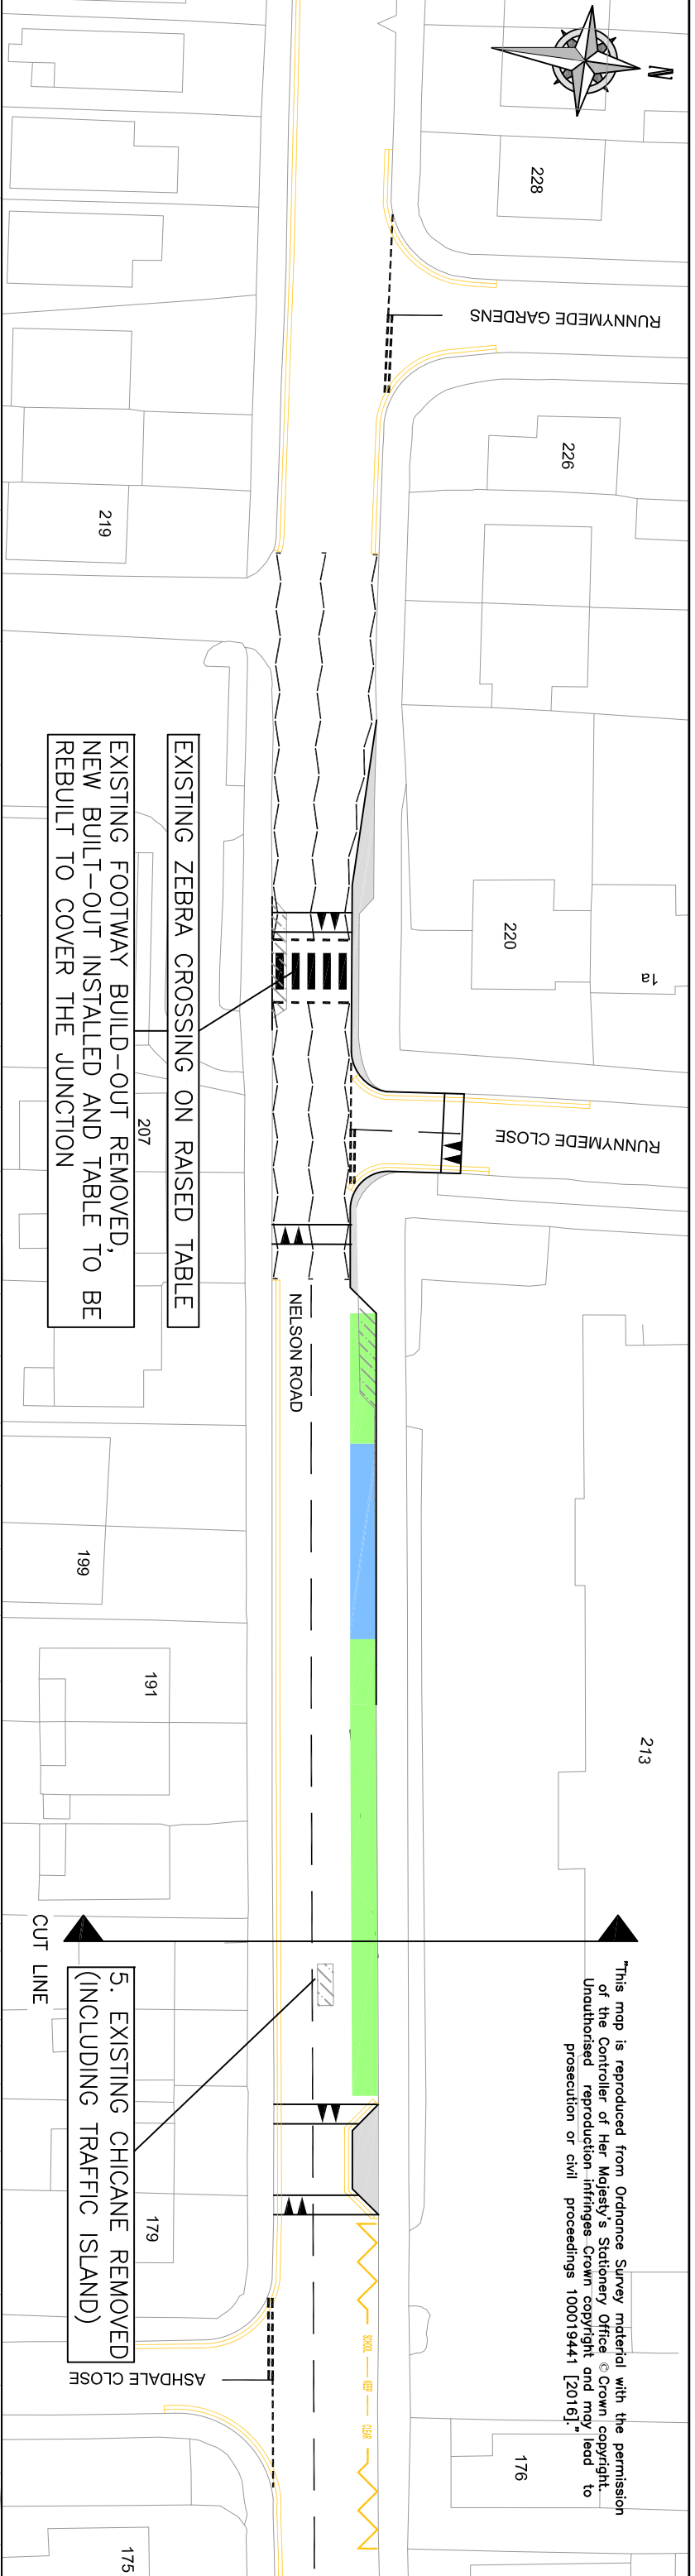 N
228
RUNNYMEDE GARDENS
226
219
220
1a
EXISTING ZEBRA CROSSING ON RAISED TABLE
EXISTING FOOTWAY BUILD-OUT REMOVED,
NEW BUILT-OUT INSTALLED AND TABLE TO BE
REBUILT TO COVER THE JUNCTION
207
RUNNYMEDE CLOSE
NELSON ROAD
199
191
213
CUT LINE
"This map is reproduced from Ordnance Survey material with the permission
of the Controller of Her Majesty's Stationery Office © Crown copyright.
Unauthorised reproduction infringes Crown copyright and may lead to
prosecution or civil proceedings 100019441 [2016]."
5. EXISTING CHICANE REMOVED
(INCLUDING TRAFFIC ISLAND)
179
SCHOOL KEEP CLEAR
ASHDALE CLOSE
176
175